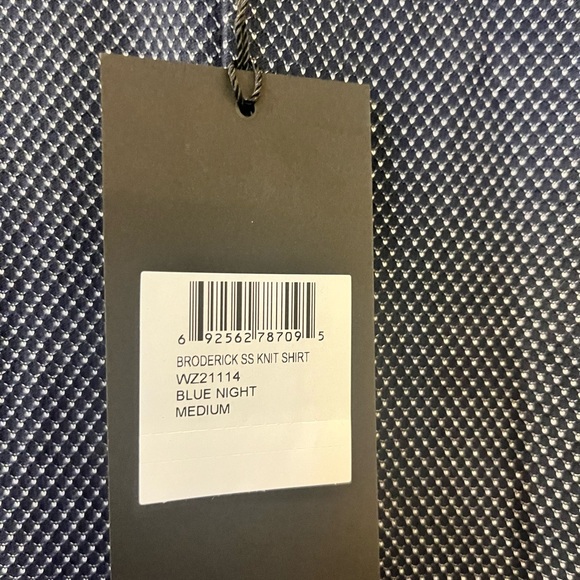 6 92562 78709 5
BRODERICK SS KNIT SHIRT
WZ21114
BLUE NIGHT
MEDIUM